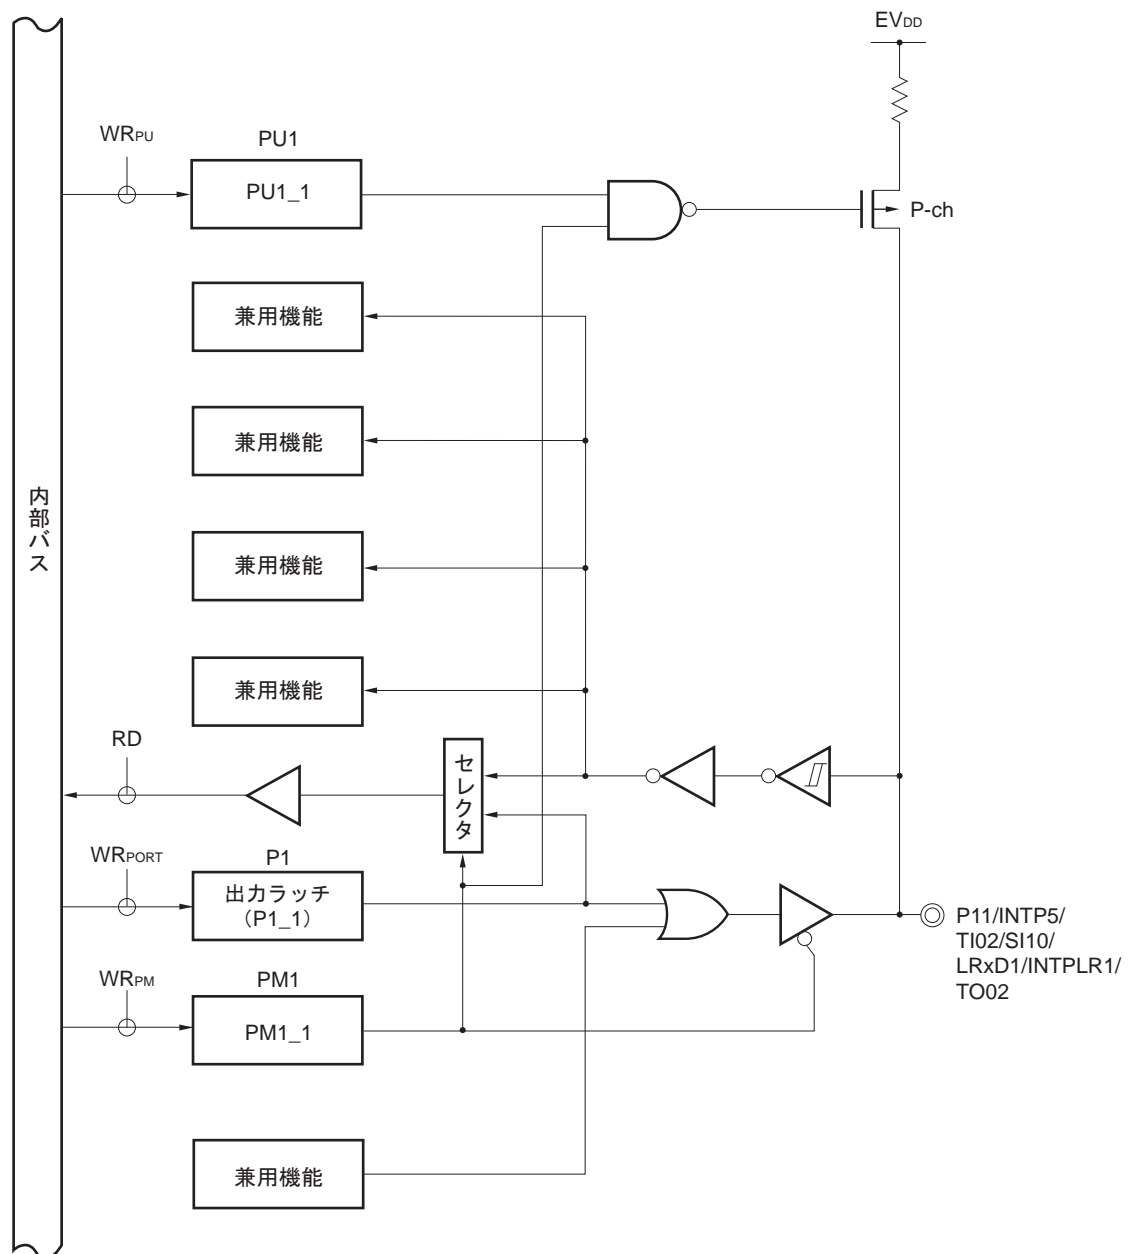 EVDD
WRPU
PU1
PU1_1
P-ch
兼用機能
兼用機能
兼用機能
内部バス
兼用機能
RD
セレクタ
WRPORT
P1
出力ラッチ
(P1_1)
P11/INTP5/
TI02/SI10/
LRxD1/INTPLR1/
TO02
WRPM
PM1
PM1_1
兼用機能